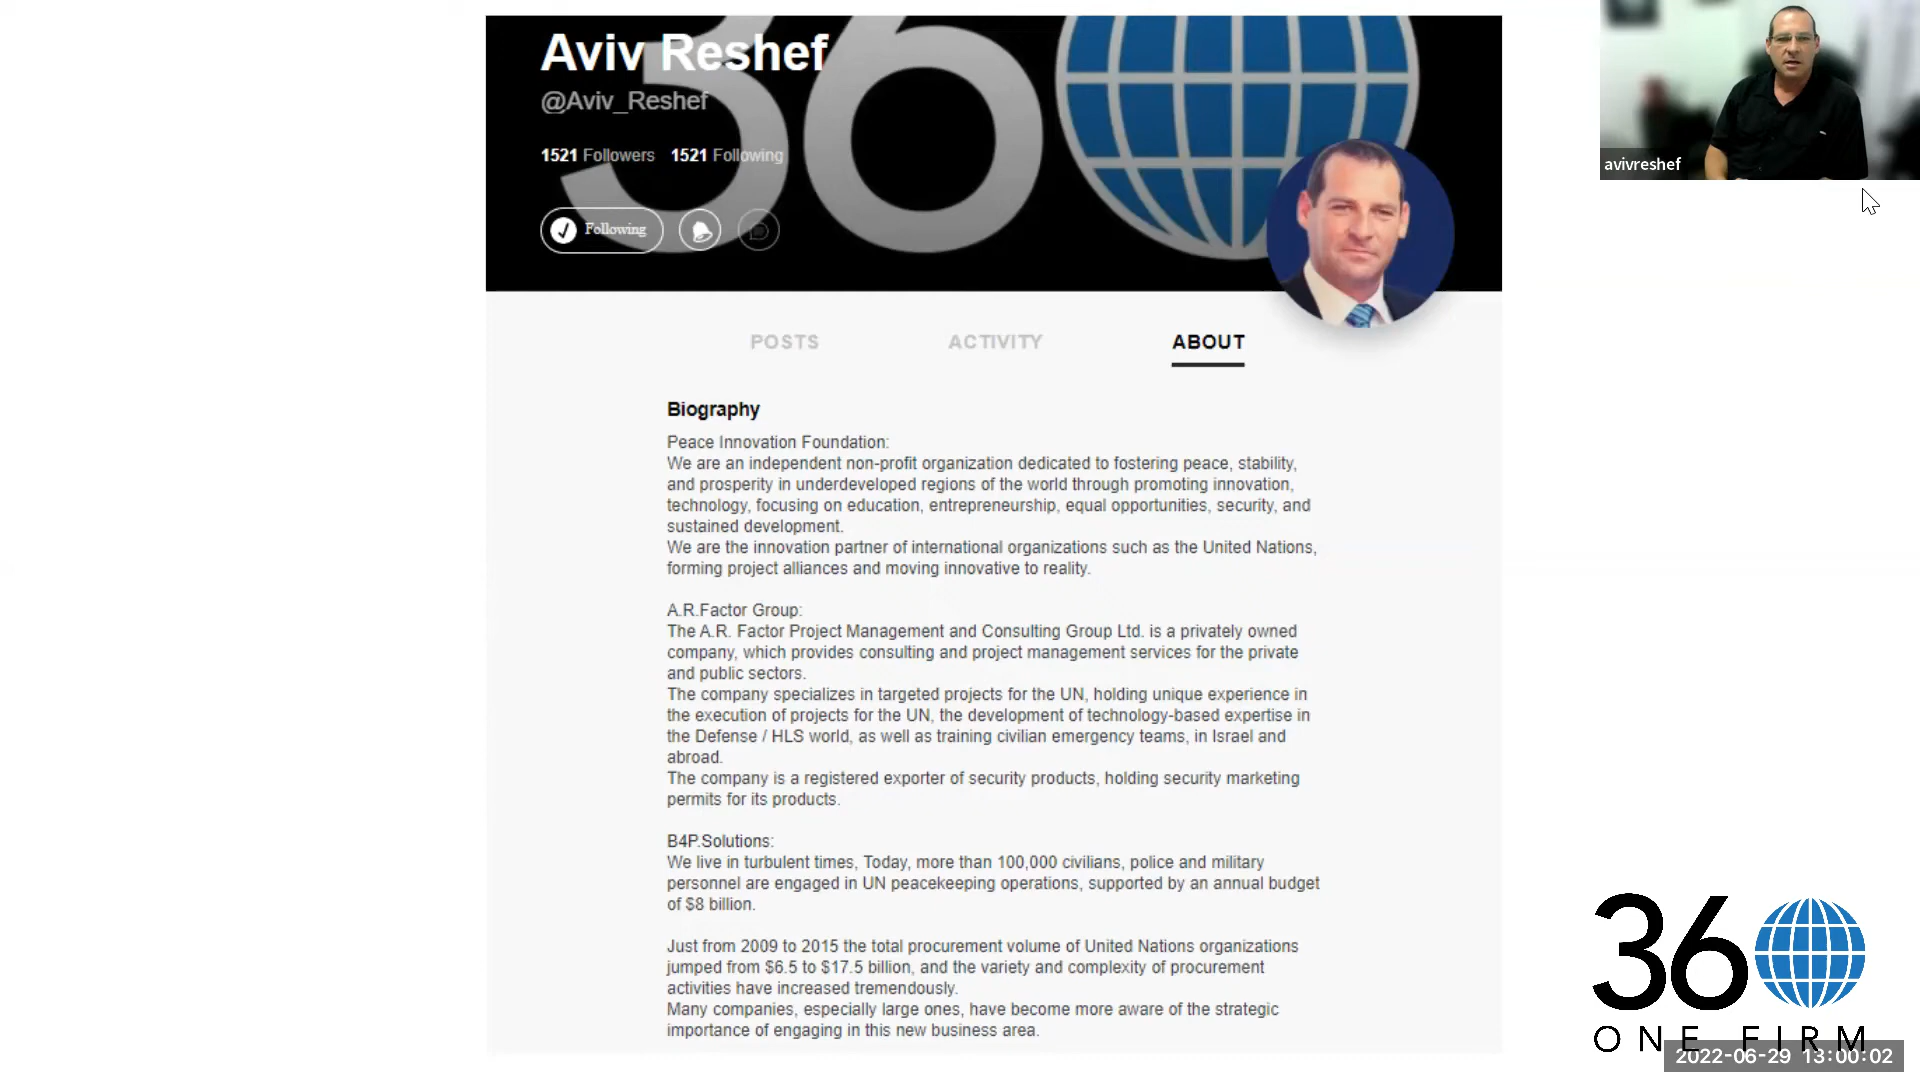 360
Aviv Reshef
@Aviv_Reshef
1521 Followers 1521 Following
Following
avivreshef
POSTS ACTIVITY ABOUT
Biography
Peace Innovation Foundation:
We are an independent non-profit organization dedicated to fostering peace, stability,
and prosperity in underdeveloped regions of the world through promoting innovation,
technology, focusing on education, entrepreneurship, equal opportunities, security, and
sustained development.
We are the innovation partner of international organizations such as the United Nations,
forming project alliances and moving innovative to reality.
A.R.Factor Group:
The A.R. Factor Project Management and Consulting Group Ltd. is a privately owned
company, which provides consulting and project management services for the private
and public sectors.
The company specializes in targeted projects for the UN, holding unique experience in
the execution of projects for the UN, the development of technology-based expertise in
the Defense / HLS world, as well as training civilian emergency teams, in Israel and
abroad.
The company is a registered exporter of security products, holding security marketing
permits for its products.
B4P.Solutions:
We live in turbulent times, Today, more than 100,000 civilians, police and military
personnel are engaged in UN peacekeeping operations, supported by an annual budget
of $8 billion.
Just from 2009 to 2015 the total procurement volume of United Nations organizations
jumped from $6.5 to $17.5 billion, and the variety and complexity of procurement
activities have increased tremendously.
Many companies, especially large ones, have become more aware of the strategic
importance of engaging in this new business area.
360
ONE FIRM
2022-06-29 13:00:02